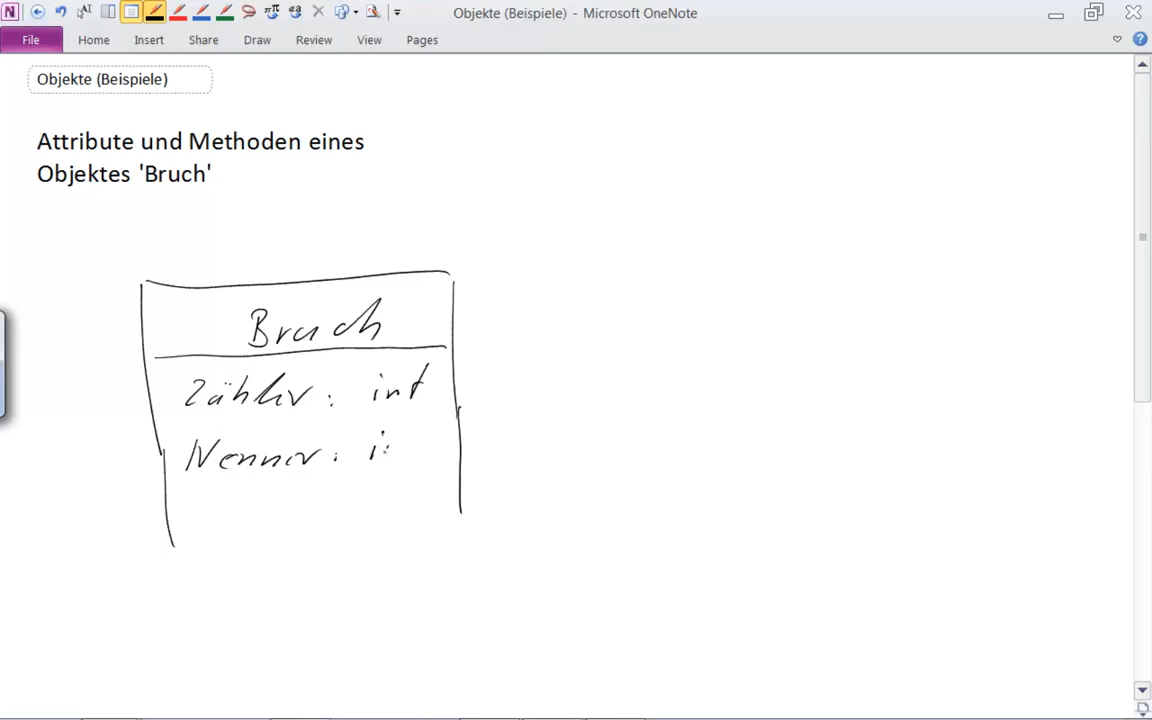 Objekte (Beispiele) - Microsoft OneNote
File Home Insert Share Draw Review View Pages
Objekte (Beispiele)
Attribute und Methoden eines
Objektes 'Bruch'
Bruch
Zähler: int
Nenner: i